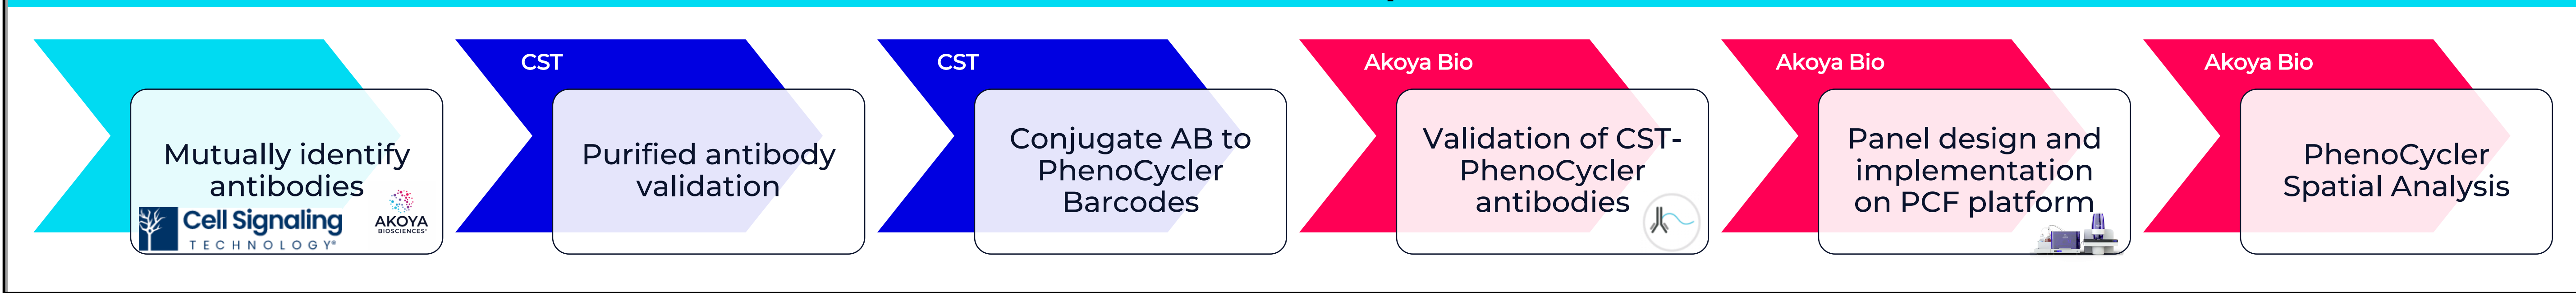 Mutually identify
antibodies
Cell Signaling
TECHNOLOGY®
AKOYA
BIOSCIENCES®
CST
Purified antibody
validation
CST
Conjugate AB to
PhenoCycler
Barcodes
Akoya Bio
Validation of CST-
PhenoCycler
antibodies
Akoya Bio
Panel design and
implementation
on PCF platform
Akoya Bio
PhenoCycler
Spatial Analysis